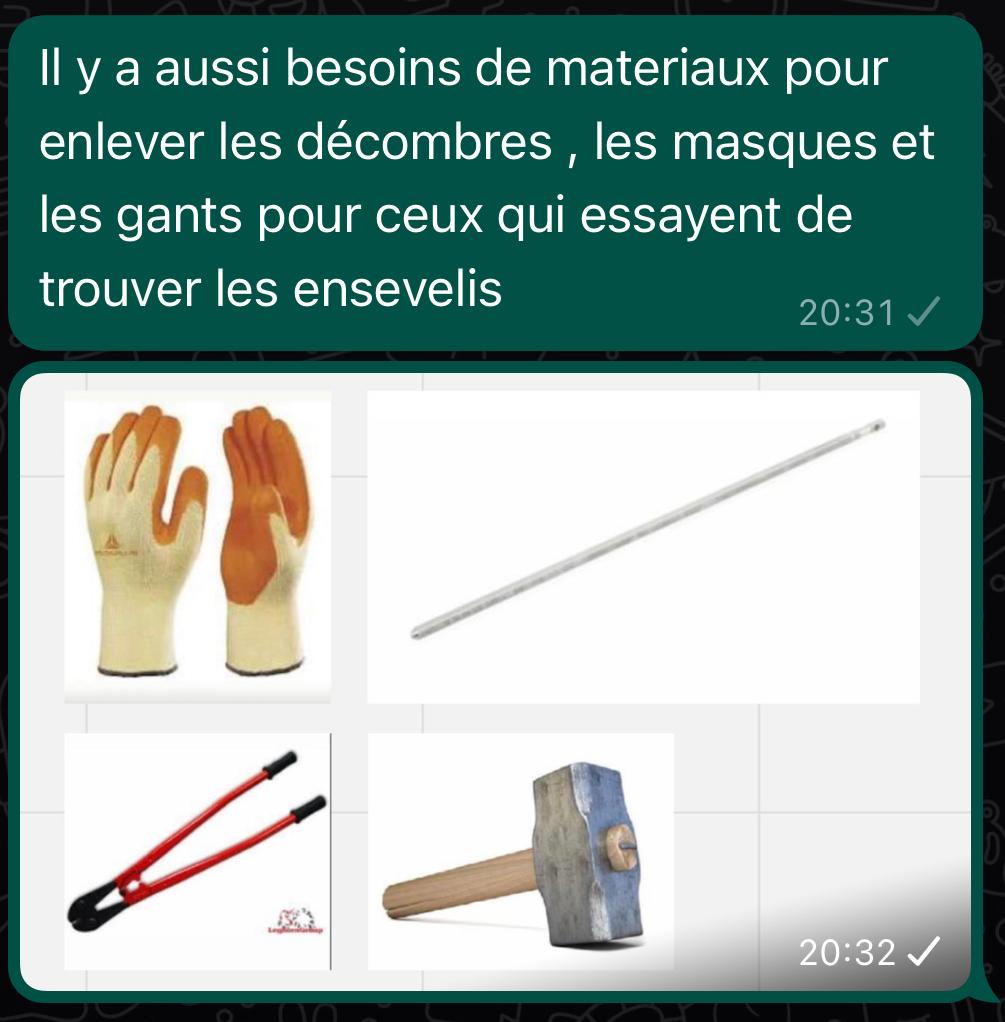 Il y a aussi besoins de materiaux pour
enlever les décombres , les masques et
les gants pour ceux qui essayent de
trouver les ensevelis
20:31
20:32